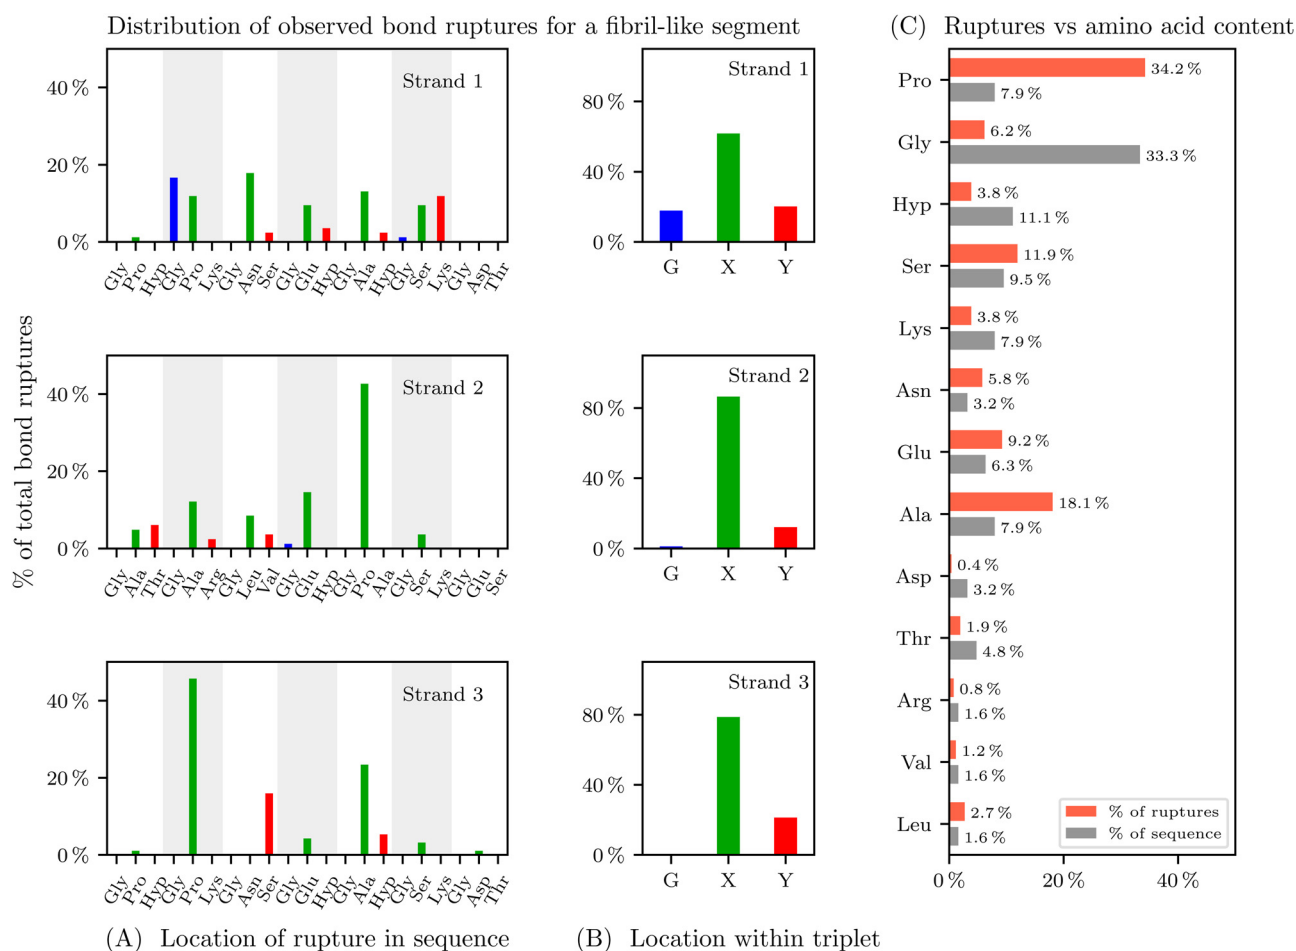 Distribution of observed bond ruptures for a fibril-like segment
(C) Ruptures vs amino acid content
% of total bond ruptures
Strand 1
40 %
20 %
0 %
Gly Pro Hyp Gly Pro Lys Gly Asn Ser Gly Glu Hyp Gly Ala Hyp Gly Ser Lys Gly Asp Thr
Strand 1
80 %
40 %
0 %
G X Y
Strand 2
40 %
20 %
0 %
Gly Ala Thr Gly Ala Arg Gly Leu Val Gly Glu Hyp Gly Pro Ala Gly Ser Lys Gly Glu Ser
Strand 2
80 %
40 %
0 %
G X Y
Strand 3
40 %
20 %
0 %
Gly Pro Hyp Gly Pro Lys Gly Asn Ser Gly Glu Hyp Gly Ala Hyp Gly Ser Lys Gly Asp Thr
Strand 3
80 %
40 %
0 %
G X Y
(A) Location of rupture in sequence
(B) Location within triplet
Pro 34.2 %
7.9 %
Gly 6.2 %
33.3 %
Hyp 3.8 %
11.1 %
Ser 11.9 %
9.5 %
Lys 3.8 %
7.9 %
Asn 5.8 %
3.2 %
Glu 9.2 %
6.3 %
Ala 18.1 %
7.9 %
Asp 0.4 %
3.2 %
Thr 1.9 %
4.8 %
Arg 0.8 %
1.6 %
Val 1.2 %
1.6 %
Leu 2.7 %
1.6 %
% of ruptures
% of sequence
0 % 20 % 40 %